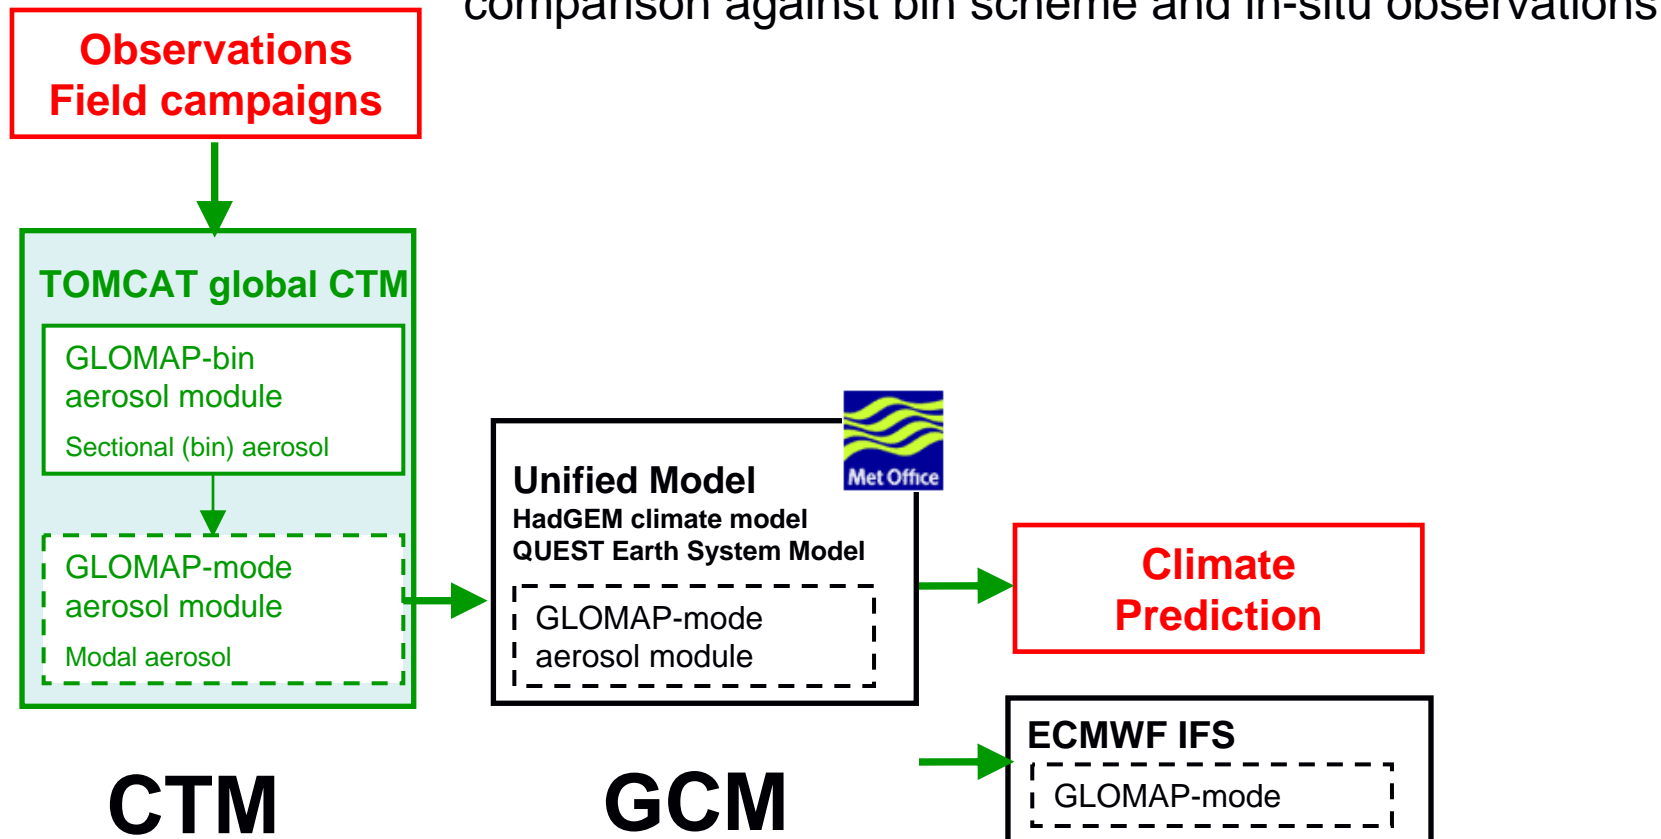 comparison against bin scheme and in-situ observations
Observations
Field campaigns
TOMCAT global CTM
GLOMAP-bin
aerosol module
Sectional (bin) aerosol
GLOMAP-mode
aerosol module
Modal aerosol
Met Office
Unified Model
HadGEM climate model
QUEST Earth System Model
GLOMAP-mode
aerosol module
Climate
Prediction
ECMWF IFS
GLOMAP-mode
CTM
GCM